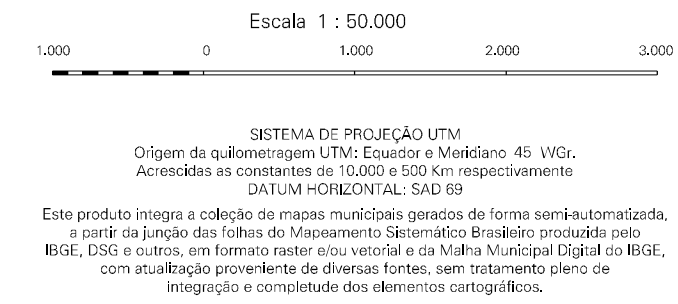 Escala 1 : 50.000
1.000 0 1.000 2.000 3.000
SISTEMA DE PROJEÇÃO UTM
Origem da quilometragem UTM: Equador e Meridiano 45 WGr.
Acrescidas as constantes de 10.000 e 500 Km respectivamente
DATUM HORIZONTAL: SAD 69
Este produto integra a coleção de mapas municipais gerados de forma semi-automatizada,
a partir da junção das folhas do Mapeamento Sistemático Brasileiro produzida pelo
IBGE, DSG e outros, em formato raster e/ou vetorial e da Malha Municipal Digital do IBGE,
com atualização proveniente de diversas fontes, sem tratamento pleno de
integração e completude dos elementos cartográficos.